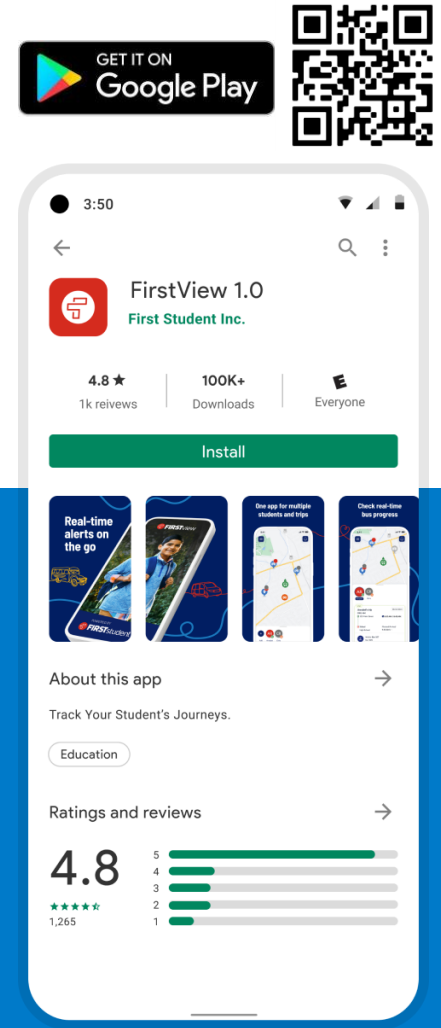 GET IT ON
Google Play
3:50
FirstView 1.0
First Student Inc.
4.8 ★
1k reivews
100K+
Downloads
E
Everyone
Install
Real-time
alerts on
the go
FIRSTstudent
FIRSTVIEW
One app for multiple
students and trips
Check real-time
bus progress
About this app
Track Your Student's Journeys.
Education
Ratings and reviews
4.8
1,265
5
4
3
2
1